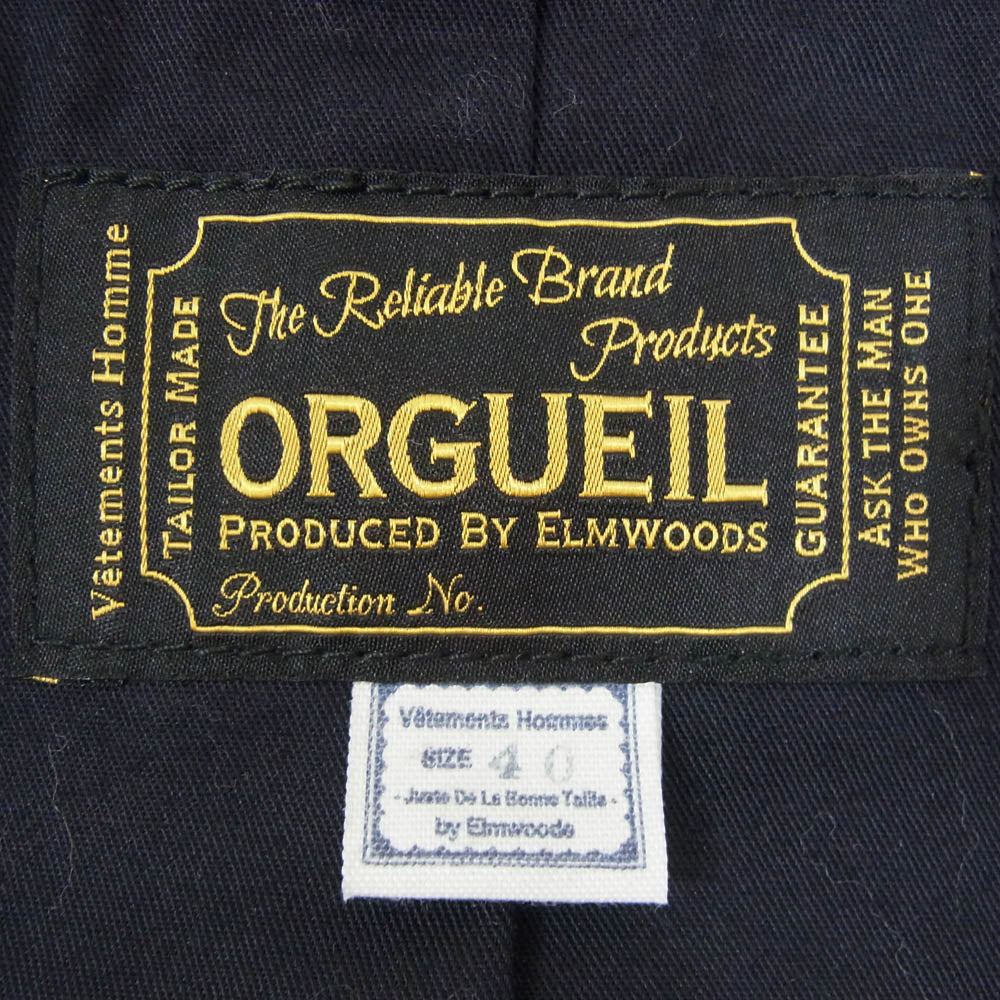 Vêtements Homme
TAILOR MADE
The Reliable Brand
Products
ORGUEIL
PRODUCED BY ELMWOODS
Production No.
GUARANTEE
ASK THE MAN
WHO OWNS ONE
Vêtements Hommes
SIZE 40
- Juste De La Bonne Taille -
by Elmwoods